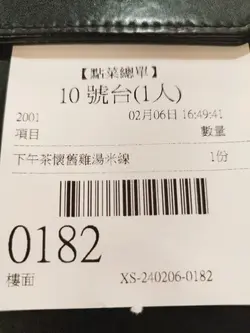 【點菜總單】
10 號台(1人)
2001 02月06日 16:49:41
項目 數量
下午茶懷舊雞湯米線 1份
0182
樓面 XS-240206-0182